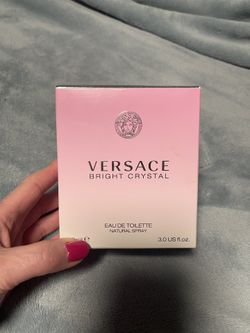 VERSACE
BRIGHT CRYSTAL
EAU DE TOILETTE
NATURAL SPRAY
3.0 US fl.oz.